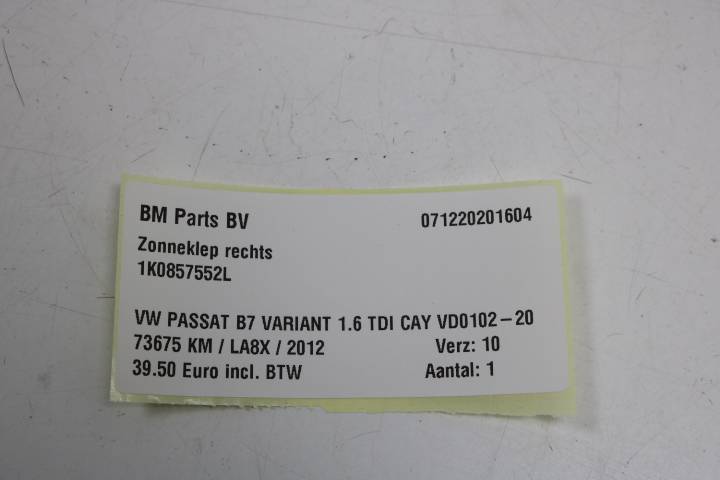 BM Parts BV 071220201604
Zonneklep rechts
1K0857552L
VW PASSAT B7 VARIANT 1.6 TDI CAY VD0102-20
73675 KM / LA8X / 2012 Verz: 10
39.50 Euro incl. BTW Aantal: 1